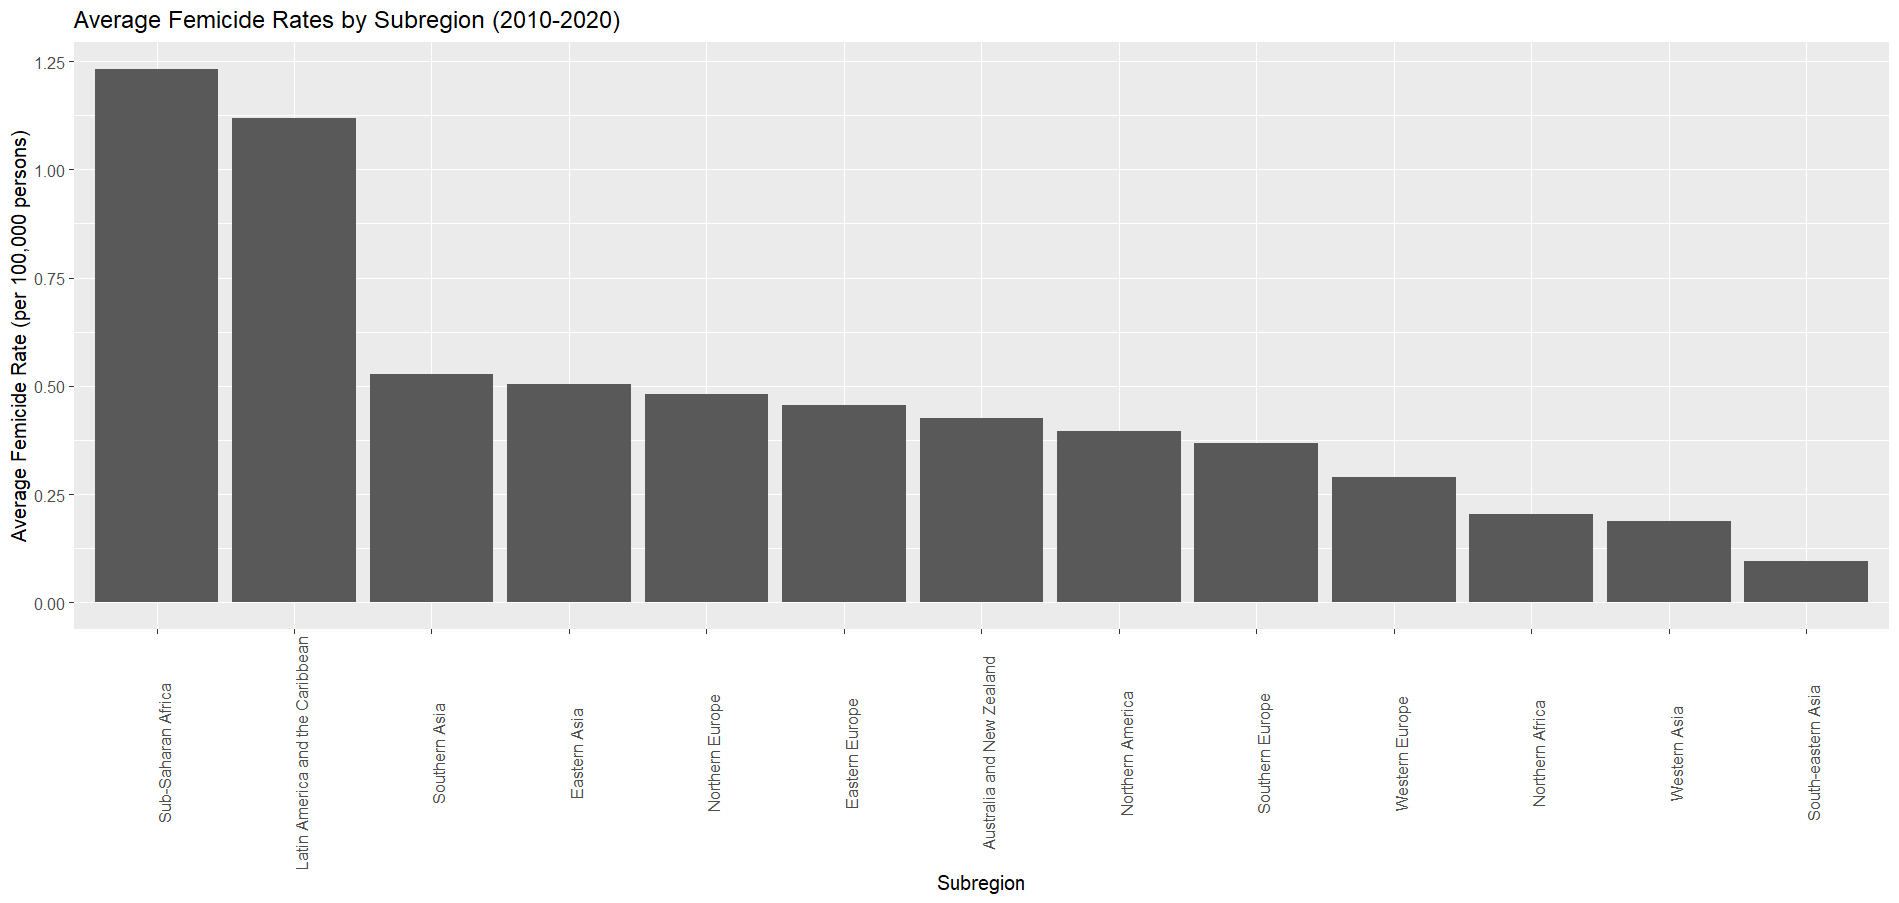 Average Femicide Rates by Subregion (2010-2020)
Average Femicide Rate (per 100,000 persons)
1.25
1.00
0.75
0.50
0.25
0.00
Sub-Saharan Africa
Latin America and the Caribbean
Southern Asia
Eastern Asia
Northern Europe
Eastern Europe
Australia and New Zealand
Northern America
Southern Europe
Western Europe
Northern Africa
Western Asia
South-eastern Asia
Subregion